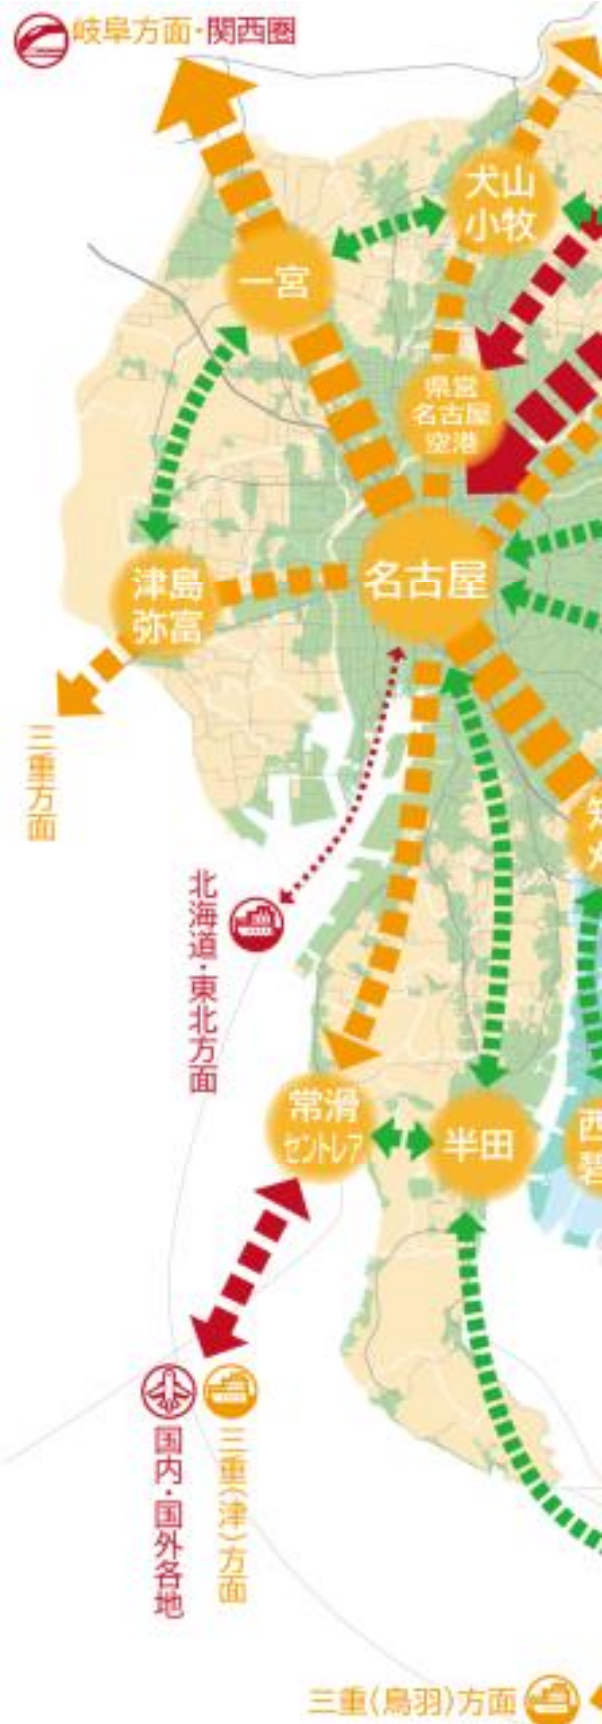 岐阜方面・関西圏
犬山
小牧
一宮
県営
名古屋
空港
名古屋
津島
弥富
三重方面
北海道・東北方面
常滑
セントレア
半田
西
国内・国外各地
三重(津)方面
三重(鳥羽)方面